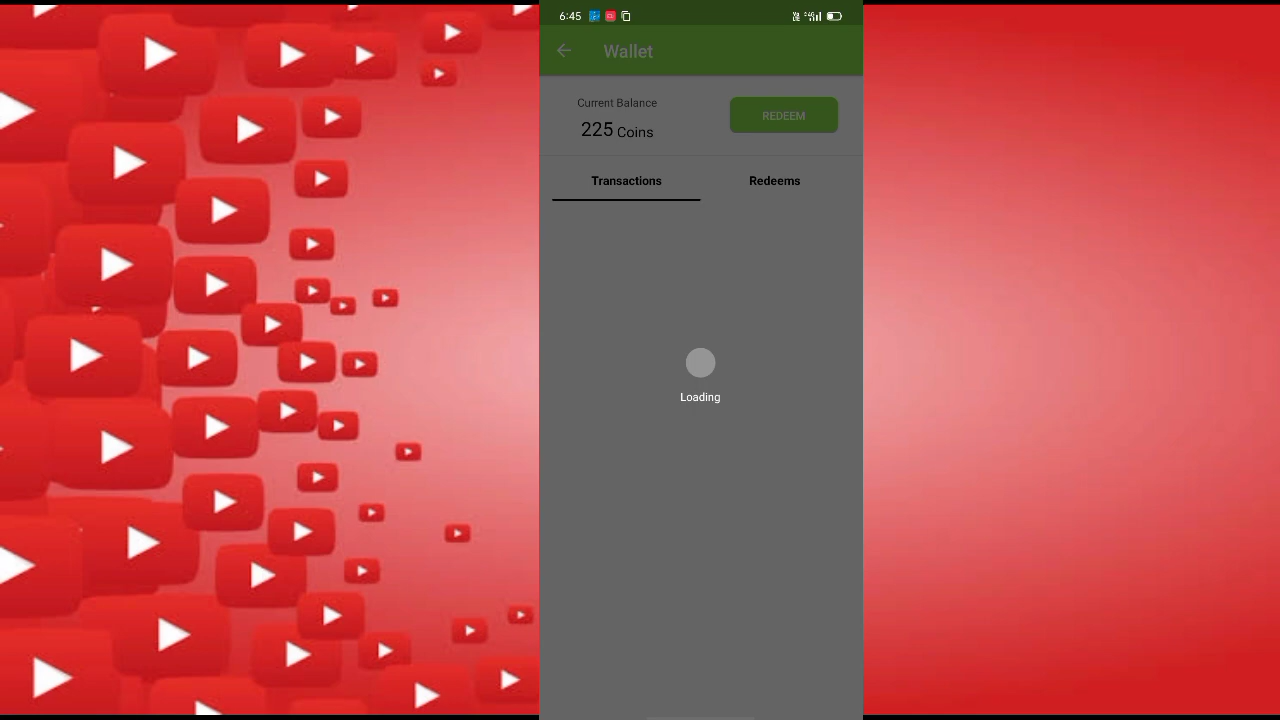 6:45
Wallet
Current Balance
225 Coins
REDEEM
Transactions
Redeems
Loading